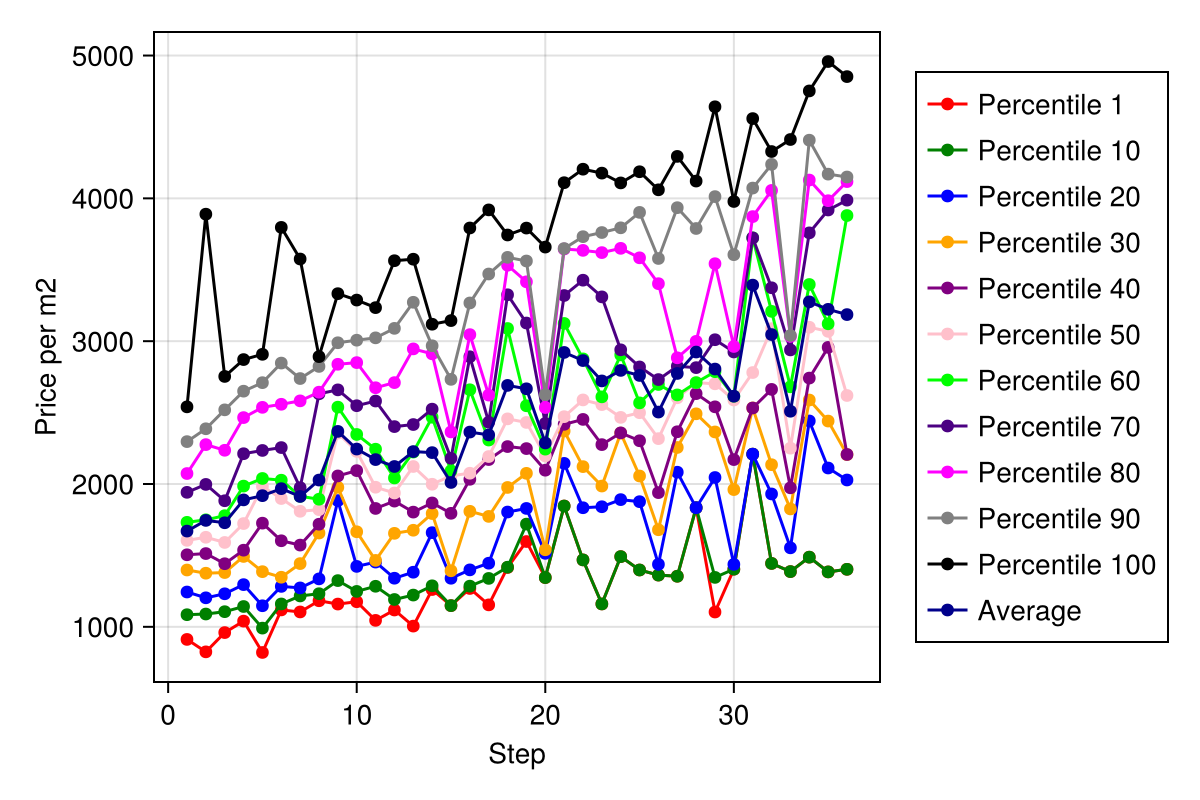 5000
4000
3000
2000
1000
Price per m2
0
10
20
30
Step
Percentile 1
Percentile 10
Percentile 20
Percentile 30
Percentile 40
Percentile 50
Percentile 60
Percentile 70
Percentile 80
Percentile 90
Percentile 100
Average